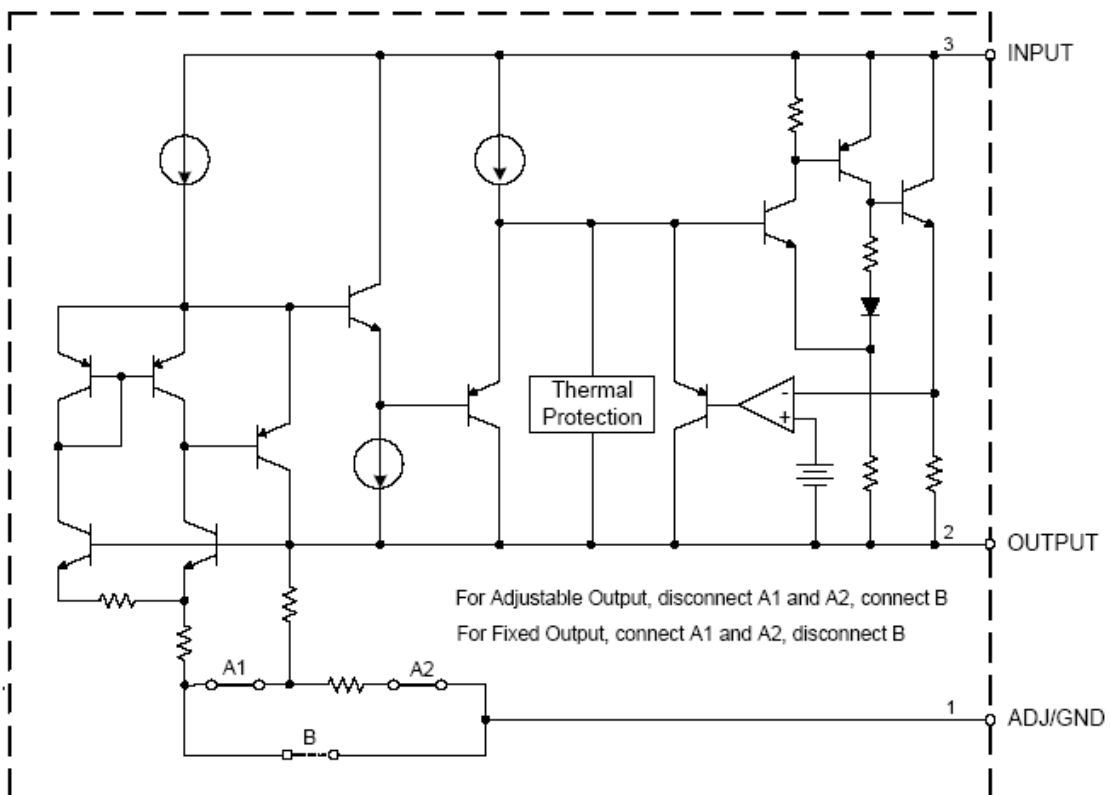 3 INPUT
Thermal
Protection
-
+
2 OUTPUT
For Adjustable Output, disconnect A1 and A2, connect B
For Fixed Output, connect A1 and A2, disconnect B
A1 A2
1 ADJ/GND
B